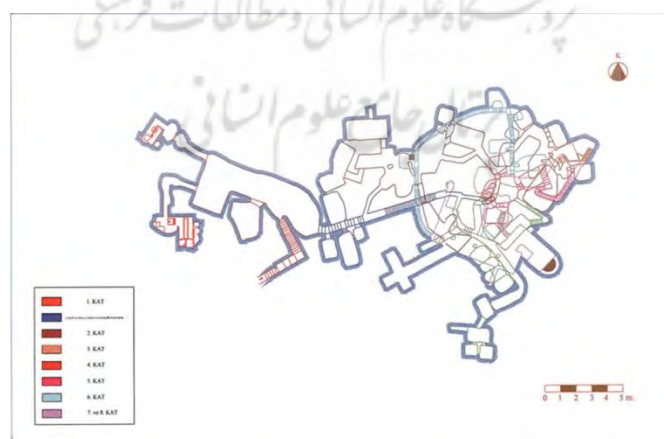 پژوهشگاه علوم انسانی و مطالعات فرهنگی
پرتال جامع علوم انسانی
K
1. KAT
2. KAT
3. KAT
4. KAT
5. KAT
6. KAT
7. ve 8. KAT
0 1 2 3 4 5 m.